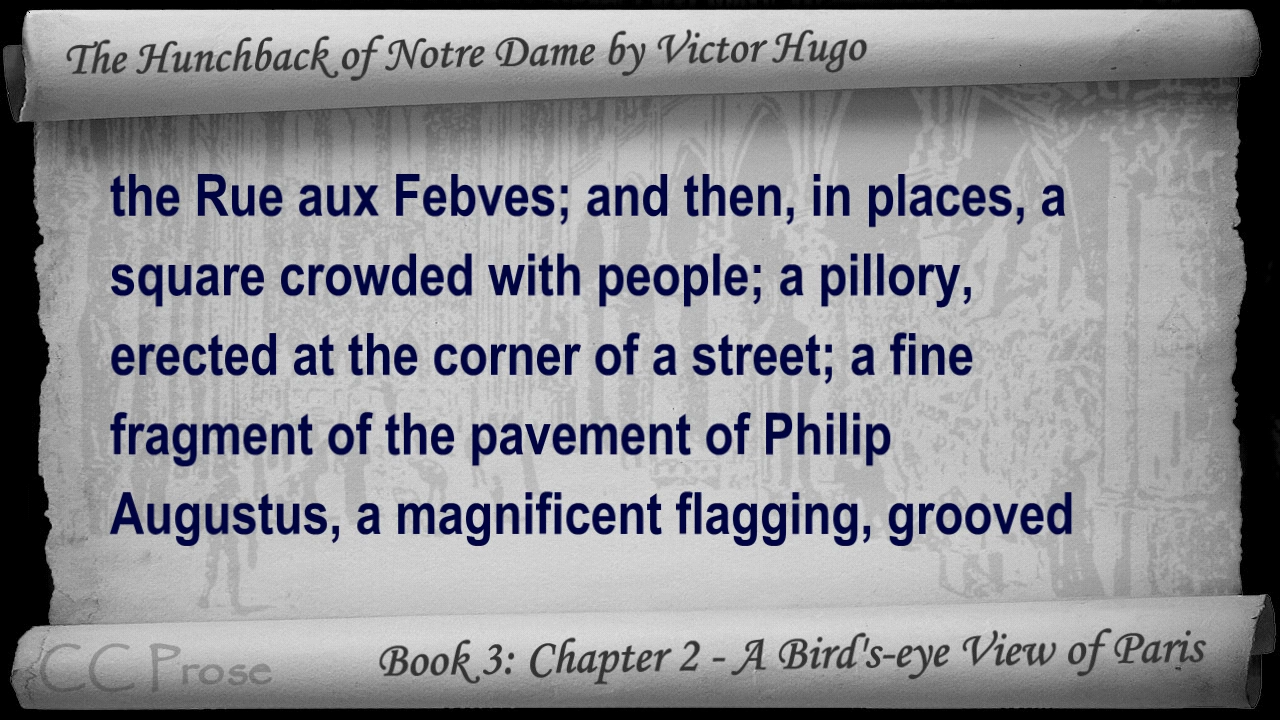 The Hunchback of Notre Dame by Victor Hugo
the Rue aux Febves; and then, in places, a
square crowded with people; a pillory,
erected at the corner of a street; a fine
fragment of the pavement of Philip
Augustus, a magnificent flagging, grooved
CC Prose
Book 3: Chapter 2 - A Bird's-eye View of Paris